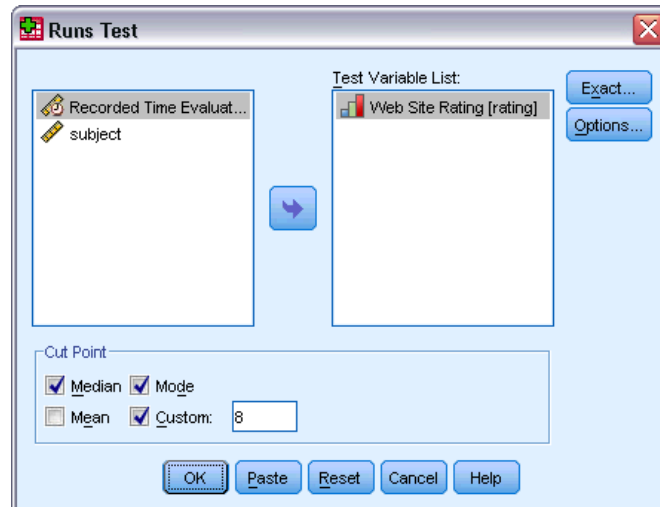 Runs Test
Test Variable List:
Recorded Time Evaluat...
subject
Web Site Rating [rating]
Exact...
Options...
Cut Point
Median Mode
Mean Custom: 8
OK Paste Reset Cancel Help